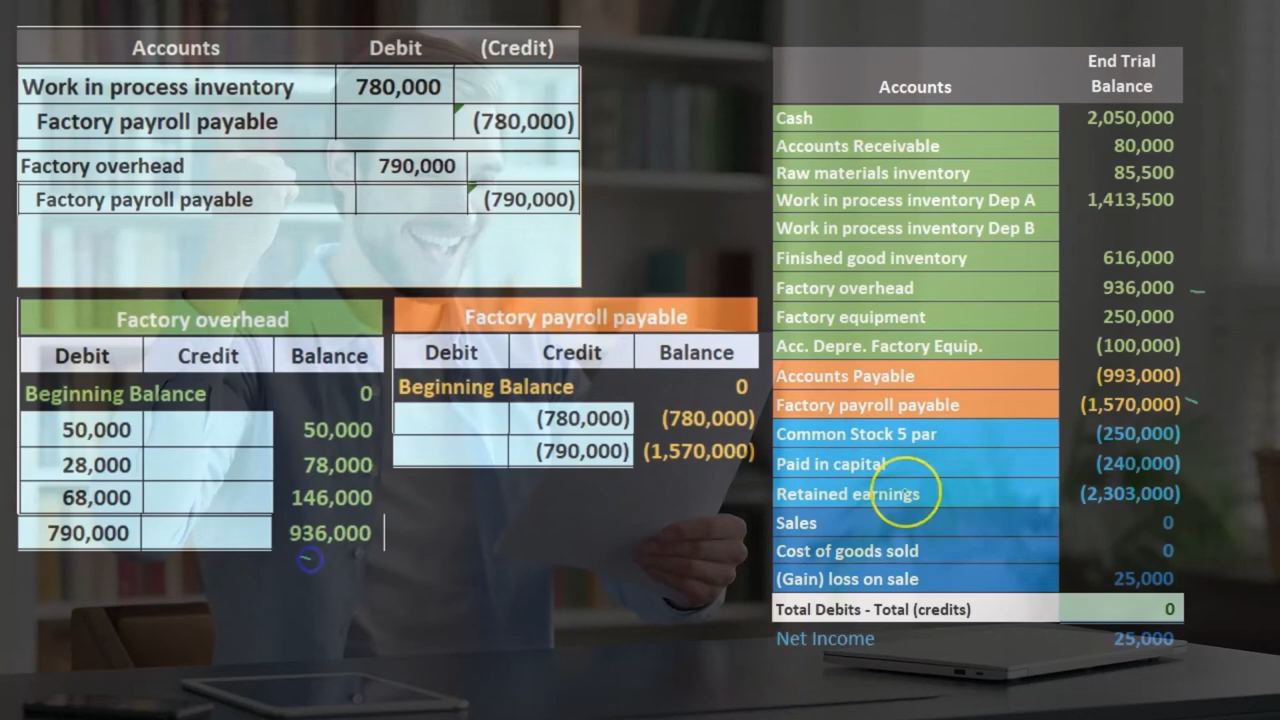 Accounts Debit (Credit)
Work in process inventory 780,000
Factory payroll payable (780,000)
Factory overhead 790,000
Factory payroll payable (790,000)
Factory overhead
Debit Credit Balance
Beginning Balance 0
50,000 50,000
28,000 78,000
68,000 146,000
790,000 936,000
Factory payroll payable
Debit Credit Balance
Beginning Balance 0
(780,000) (780,000)
(790,000) (1,570,000)
Accounts End Trial Balance
Cash 2,050,000
Accounts Receivable 80,000
Raw materials inventory 85,500
Work in process inventory Dep A 1,413,500
Work in process inventory Dep B
Finished good inventory 616,000
Factory overhead 936,000
Factory equipment 250,000
Acc. Depre. Factory Equip. (100,000)
Accounts Payable (993,000)
Factory payroll payable (1,570,000)
Common Stock 5 par (250,000)
Paid in capital (240,000)
Retained earnings (2,303,000)
Sales 0
Cost of goods sold 0
(Gain) loss on sale 25,000
Total Debits - Total (credits) 0
Net Income 25,000